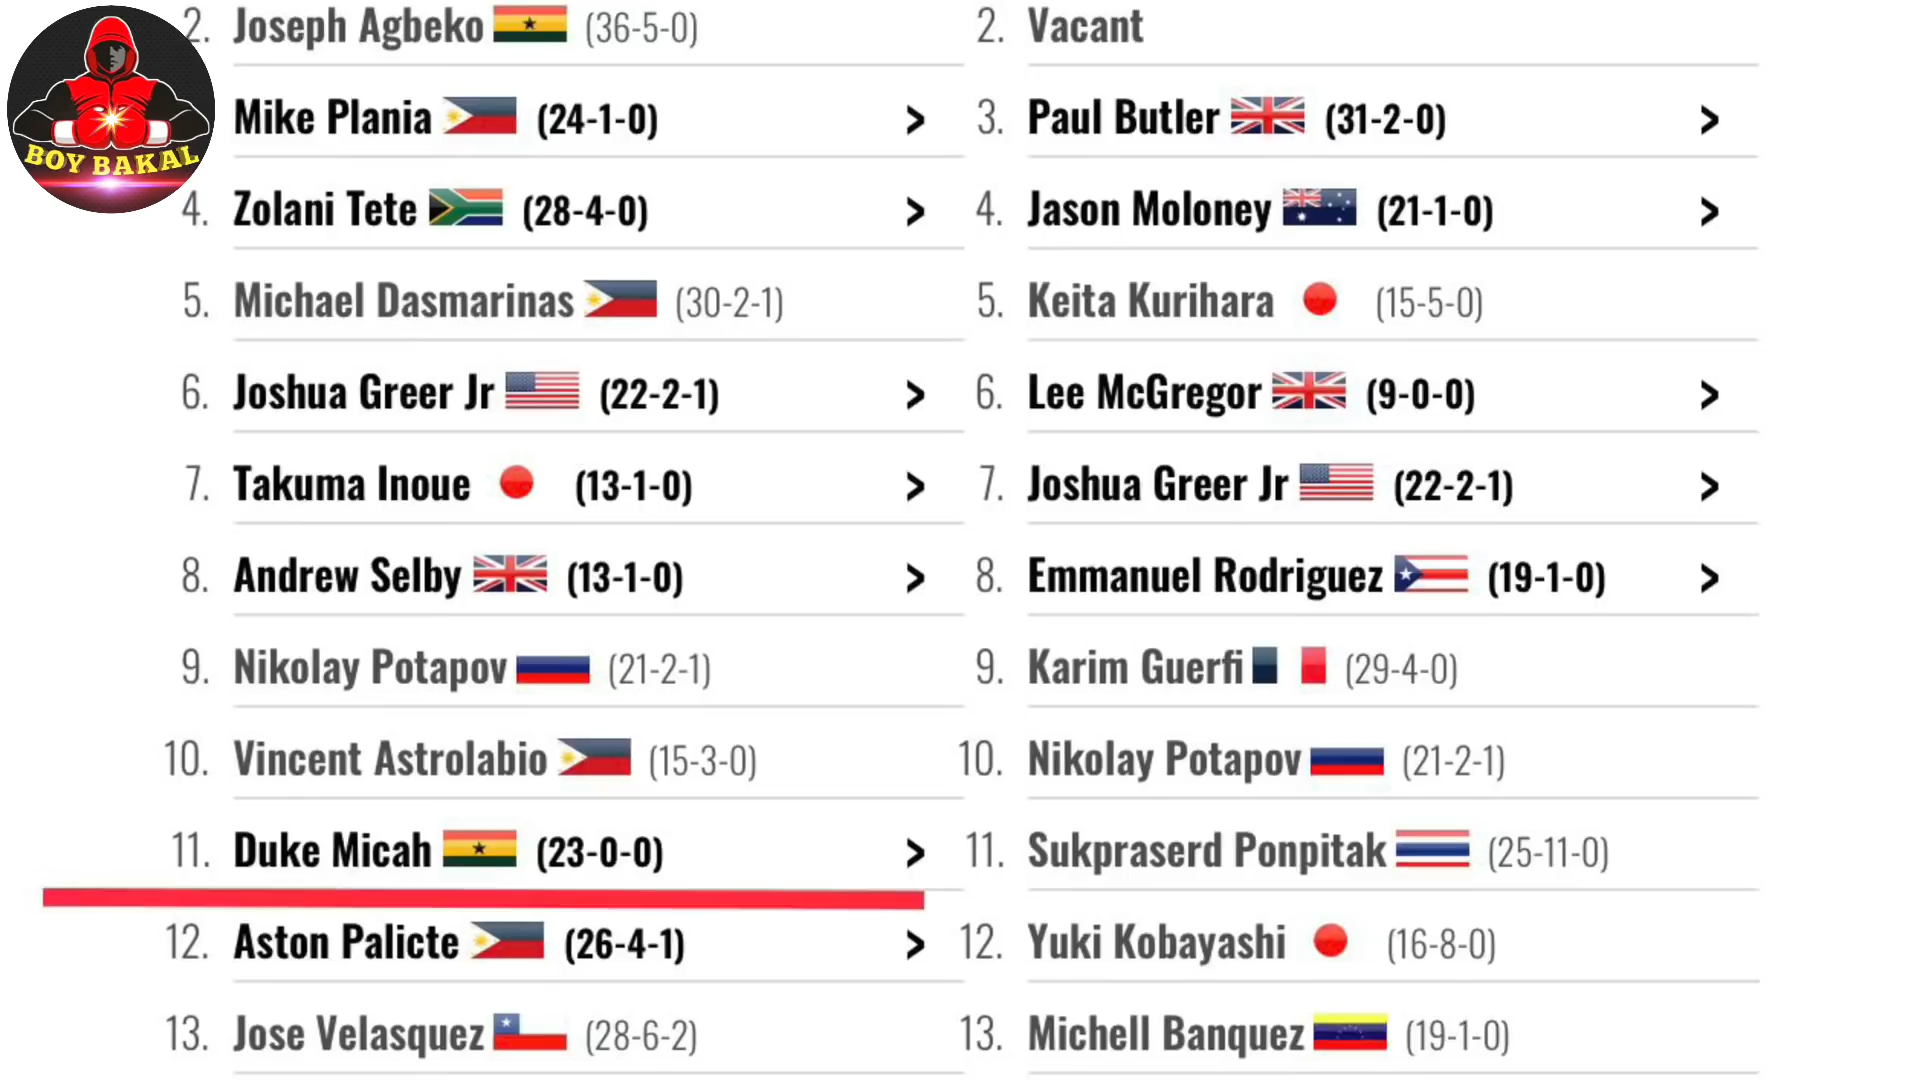 2. Joseph Agbeko (36-5-0)
Mike Plania (24-1-0) >
4. Zolani Tete (28-4-0) >
5. Michael Dasmarinas (30-2-1)
6. Joshua Greer Jr (22-2-1) >
7. Takuma Inoue (13-1-0) >
8. Andrew Selby (13-1-0) >
9. Nikolay Potapov (21-2-1)
10. Vincent Astrolabio (15-3-0)
11. Duke Micah (23-0-0) >
12. Aston Palicte (26-4-1) >
13. Jose Velasquez (28-6-2)
2. Vacant
3. Paul Butler (31-2-0) >
4. Jason Moloney (21-1-0) >
5. Keita Kurihara (15-5-0)
6. Lee McGregor (9-0-0) >
7. Joshua Greer Jr (22-2-1) >
8. Emmanuel Rodriguez (19-1-0) >
9. Karim Guerfi (29-4-0)
10. Nikolay Potapov (21-2-1)
11. Sukpraserd Ponpitak (25-11-0)
12. Yuki Kobayashi (16-8-0)
13. Michell Banquez (19-1-0)
BOY BAKAL